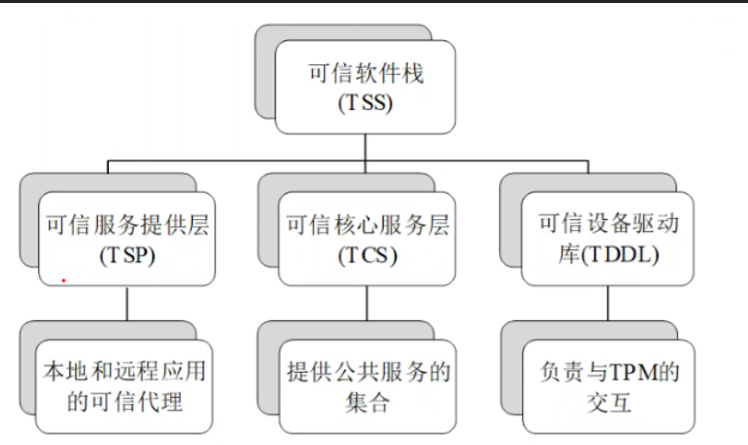 可信软件栈
(TSS)
可信服务提供层
(TSP)
可信核心服务层
(TCS)
可信设备驱动
库(TDDL)
本地和远程应用
的可信代理
提供公共服务的
集合
负责与TPM的
交互